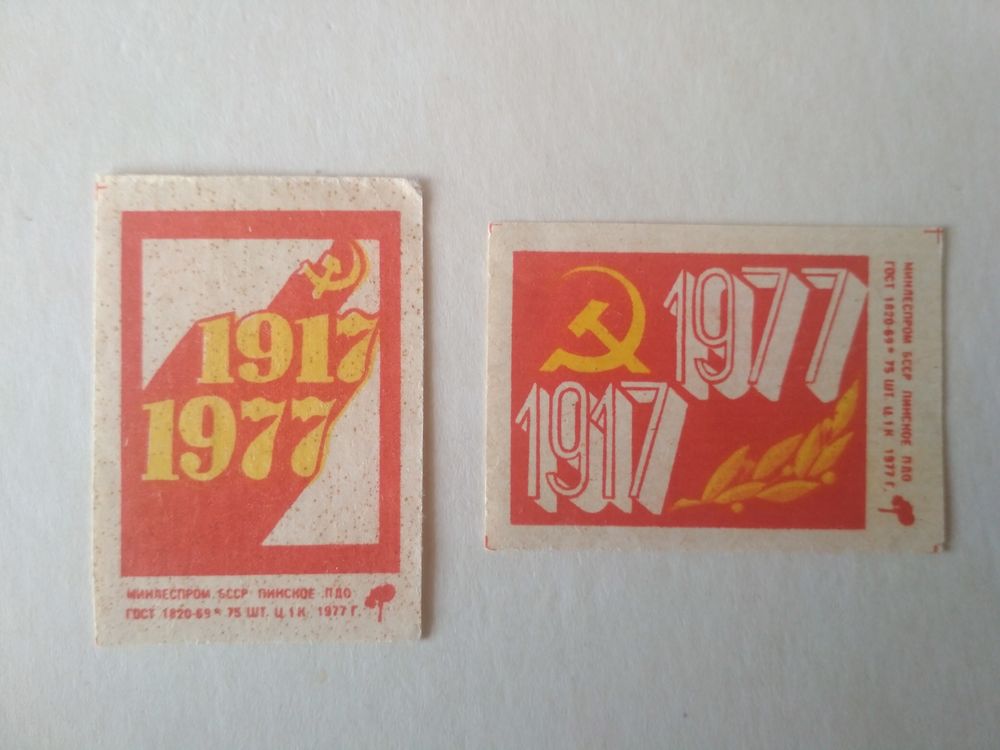 1917
1977
МИНЛЕСПРОМ БССР ПИНСКОЕ ПДО
ГОСТ 1820-69* 75 ШТ. Ц. 1 К 1977 Г.
1977
1917
МИНЛЕСПРОМ БССР ПИНСКОЕ ПДО
ГОСТ 1820-69* 75 ШТ. Ц. 1 К 1977 Г.